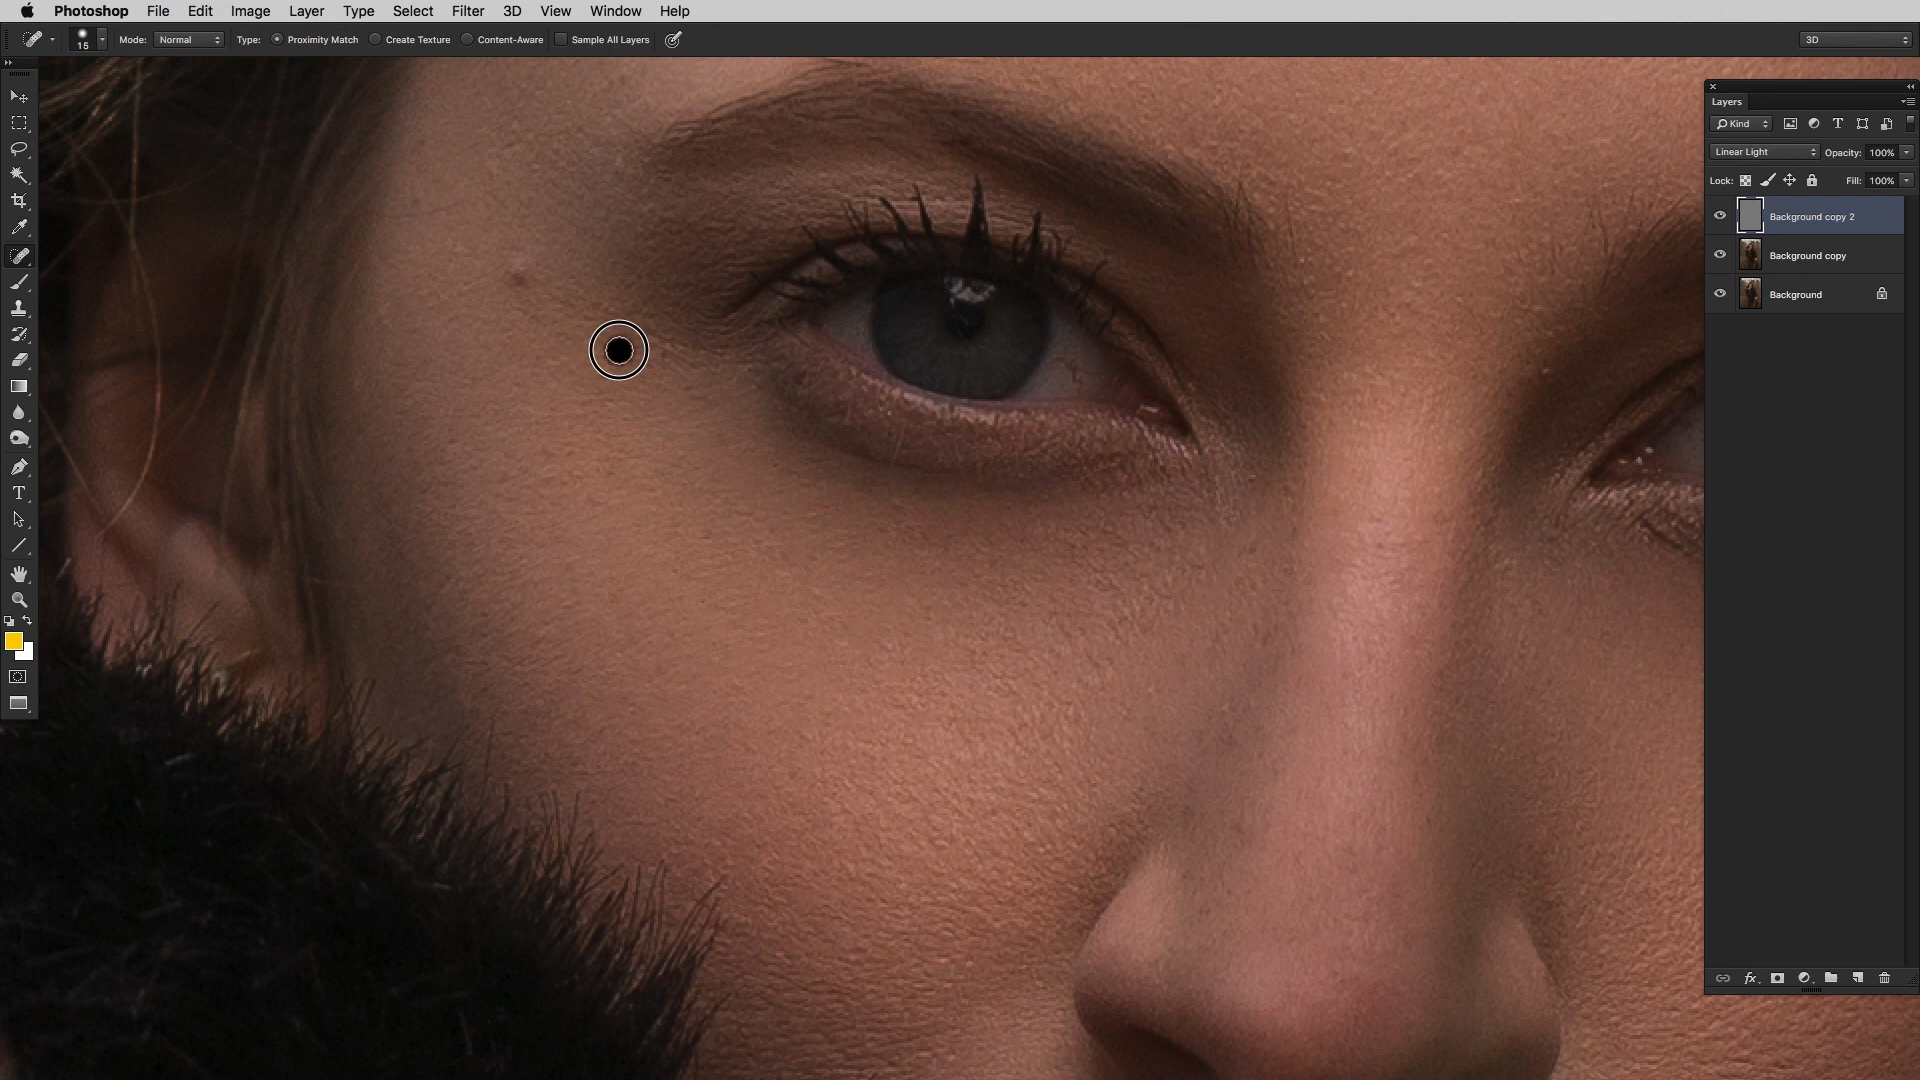 Photoshop File Edit Image Layer Type Select Filter 3D View Window Help
15 Mode: Normal Type: Proximity Match Create Texture Content-Aware Sample All Layers 3D
Layers
Kind
Linear Light Opacity: 100%
Lock: Fill: 100%
Background copy 2
Background copy
Background
fx